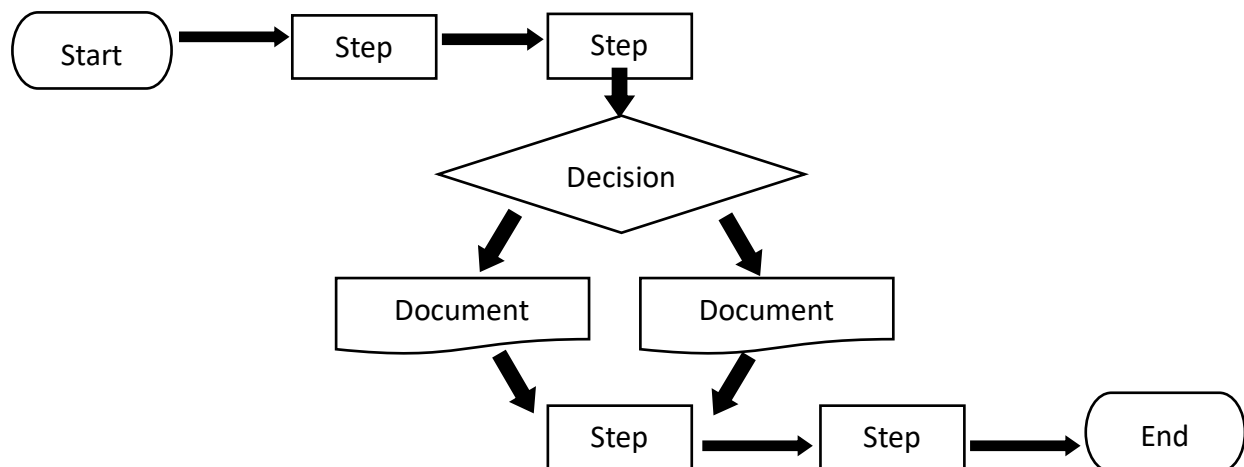 Start
Step
Step
Decision
Document
Document
Step
Step
End